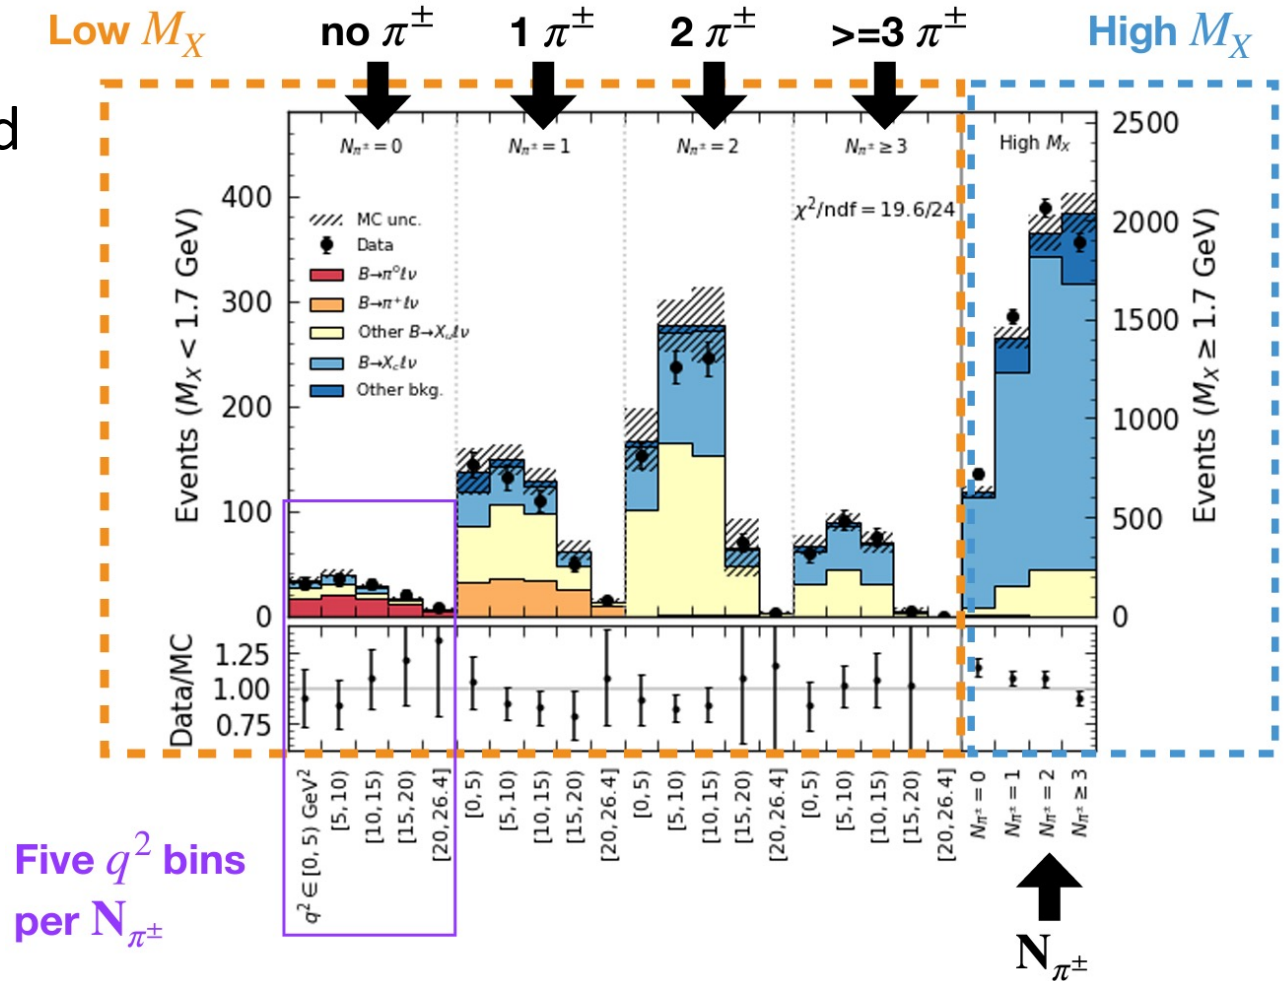 Low M_X
no π±
1 π±
2 π±
>=3 π±
High M_X
d
N_π± = 0
N_π± = 1
N_π± = 2
N_π± ≥ 3
High M_X
χ²/ndf = 19.6/24
MC unc.
Data
B→π⁰ℓν
B→π⁺ℓν
Other B→X_uℓν
B→X_cℓν
Other bkg.
Events (M_X < 1.7 GeV)
400
300
200
100
0
Events (M_X ≥ 1.7 GeV)
2500
2000
1500
1000
500
0
Data/MC
1.25
1.00
0.75
q² ∈ [0, 5) GeV²
[5, 10)
[10, 15)
[15, 20)
[20, 26.4]
[0, 5)
[5, 10)
[10, 15)
[15, 20)
[20, 26.4]
[0, 5)
[5, 10)
[10, 15)
[15, 20)
[20, 26.4]
[0, 5)
[5, 10)
[10, 15)
[15, 20)
[20, 26.4]
N_π± = 0
N_π± = 1
N_π± = 2
N_π± ≥ 3
Five q² bins
per N_π±
N_π±